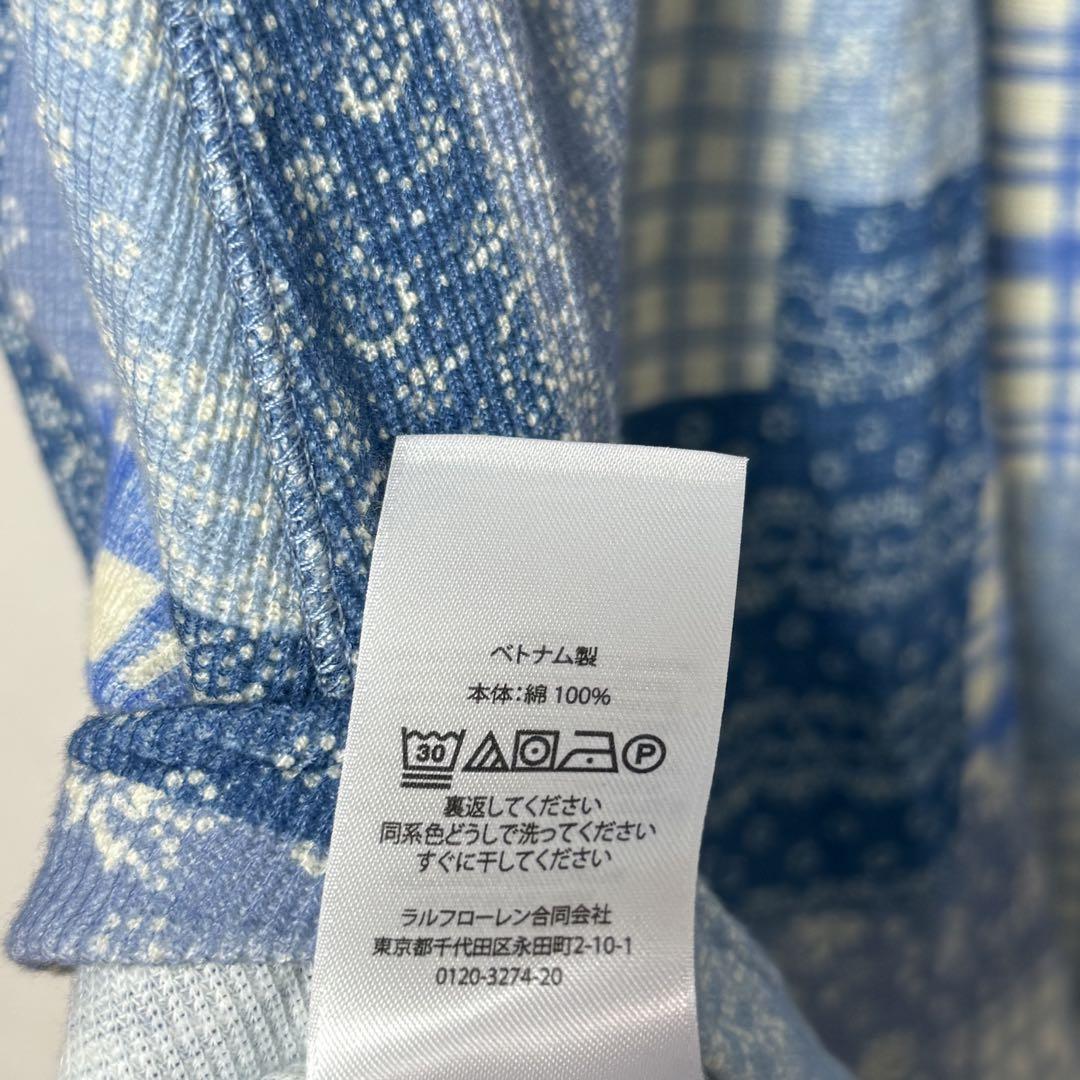 ベトナム製
本体：綿 100%
30 P
裏返してください
同系色どうしで洗ってください
すぐに干してください
ラルフローレン合同会社
東京都千代田区永田町2-10-1
0120-3274-20